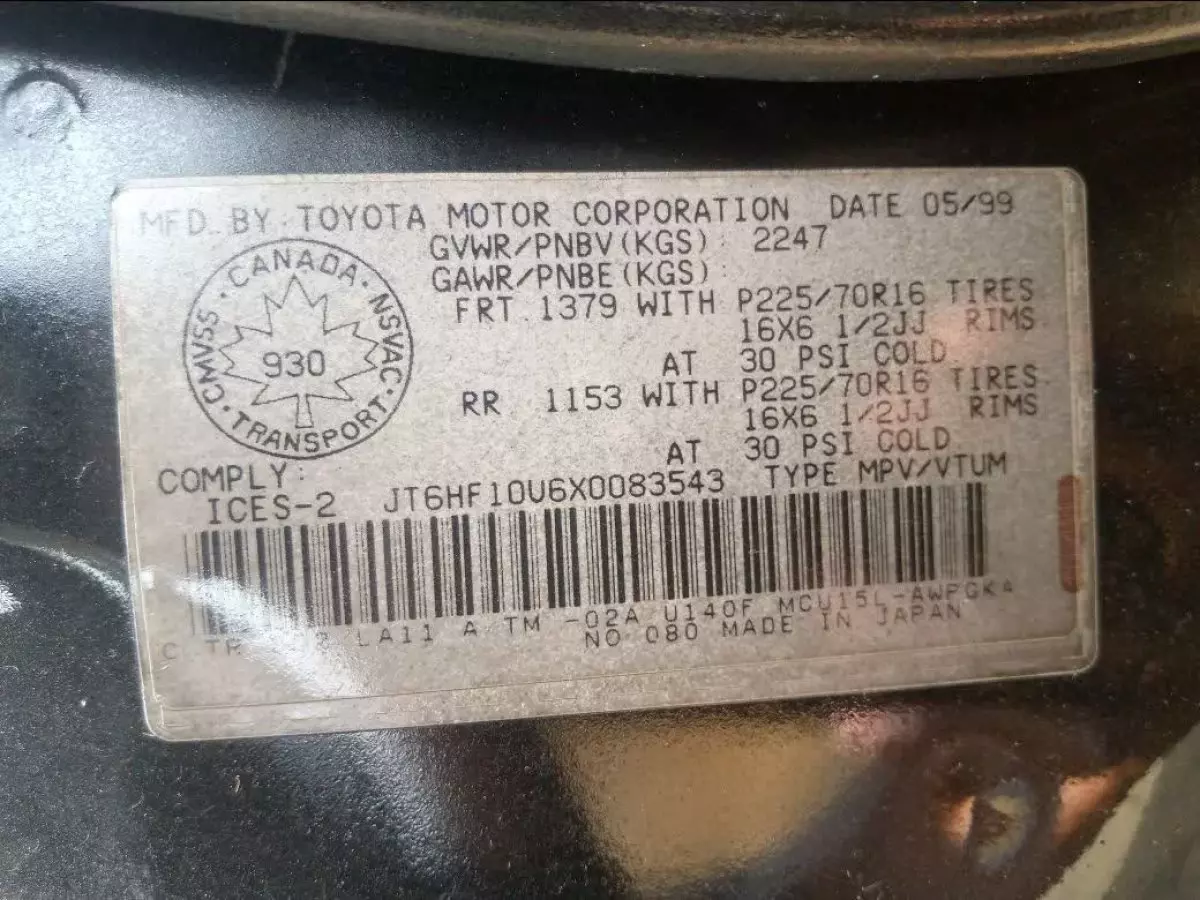 MFD. BY: TOYOTA MOTOR CORPORATION DATE 05/99
GVWR/PNBV(KGS): 2247
GAWR/PNBE(KGS):
FRT. 1379 WITH P225/70R16 TIRES
16X6 1/2JJ RIMS
AT 30 PSI COLD
RR 1153 WITH P225/70R16 TIRES
16X6 1/2JJ RIMS
AT 30 PSI COLD
CANADA · NSVAC · TRANSPORT · CMVSS ·
930
COMPLY:
ICES-2 JT6HF10U6X0083543 TYPE MPV/VTUM
C TR LA11 A TM -02A U140F MCU15L-AWPGKA
NO 080 MADE IN JAPAN